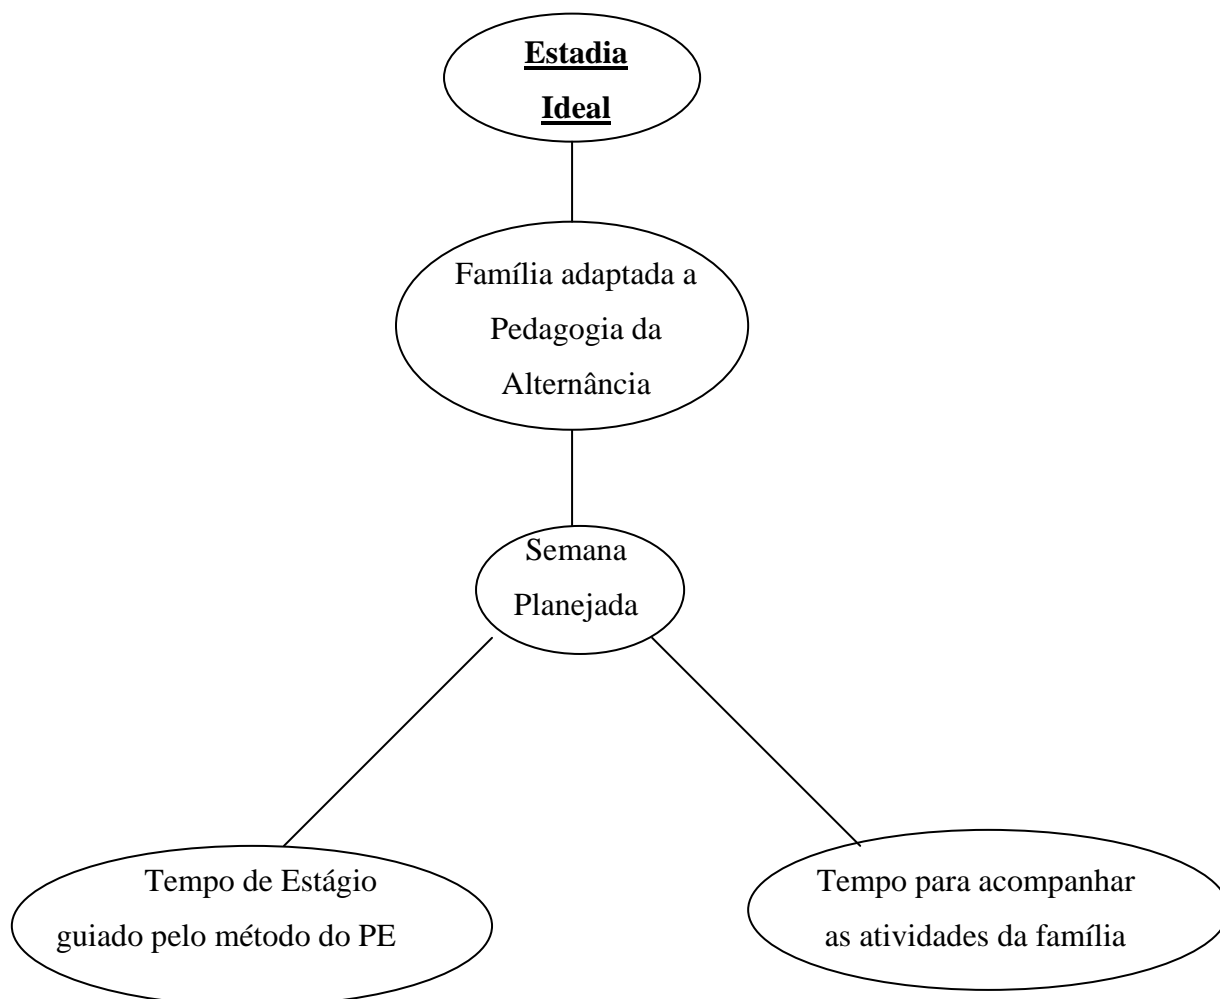 Estadia
Ideal
Família adaptada a
Pedagogia da
Alternância
Semana
Planejada
Tempo de Estágio
guiado pelo método do PE
Tempo para acompanhar
as atividades da família